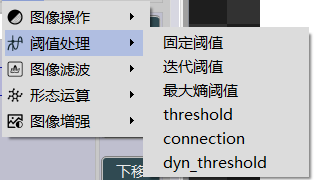 图像操作
阈值处理
图像滤波
形态运算
图像增强
固定阈值
迭代阈值
最大熵阈值
threshold
connection
dyn_threshold
下移